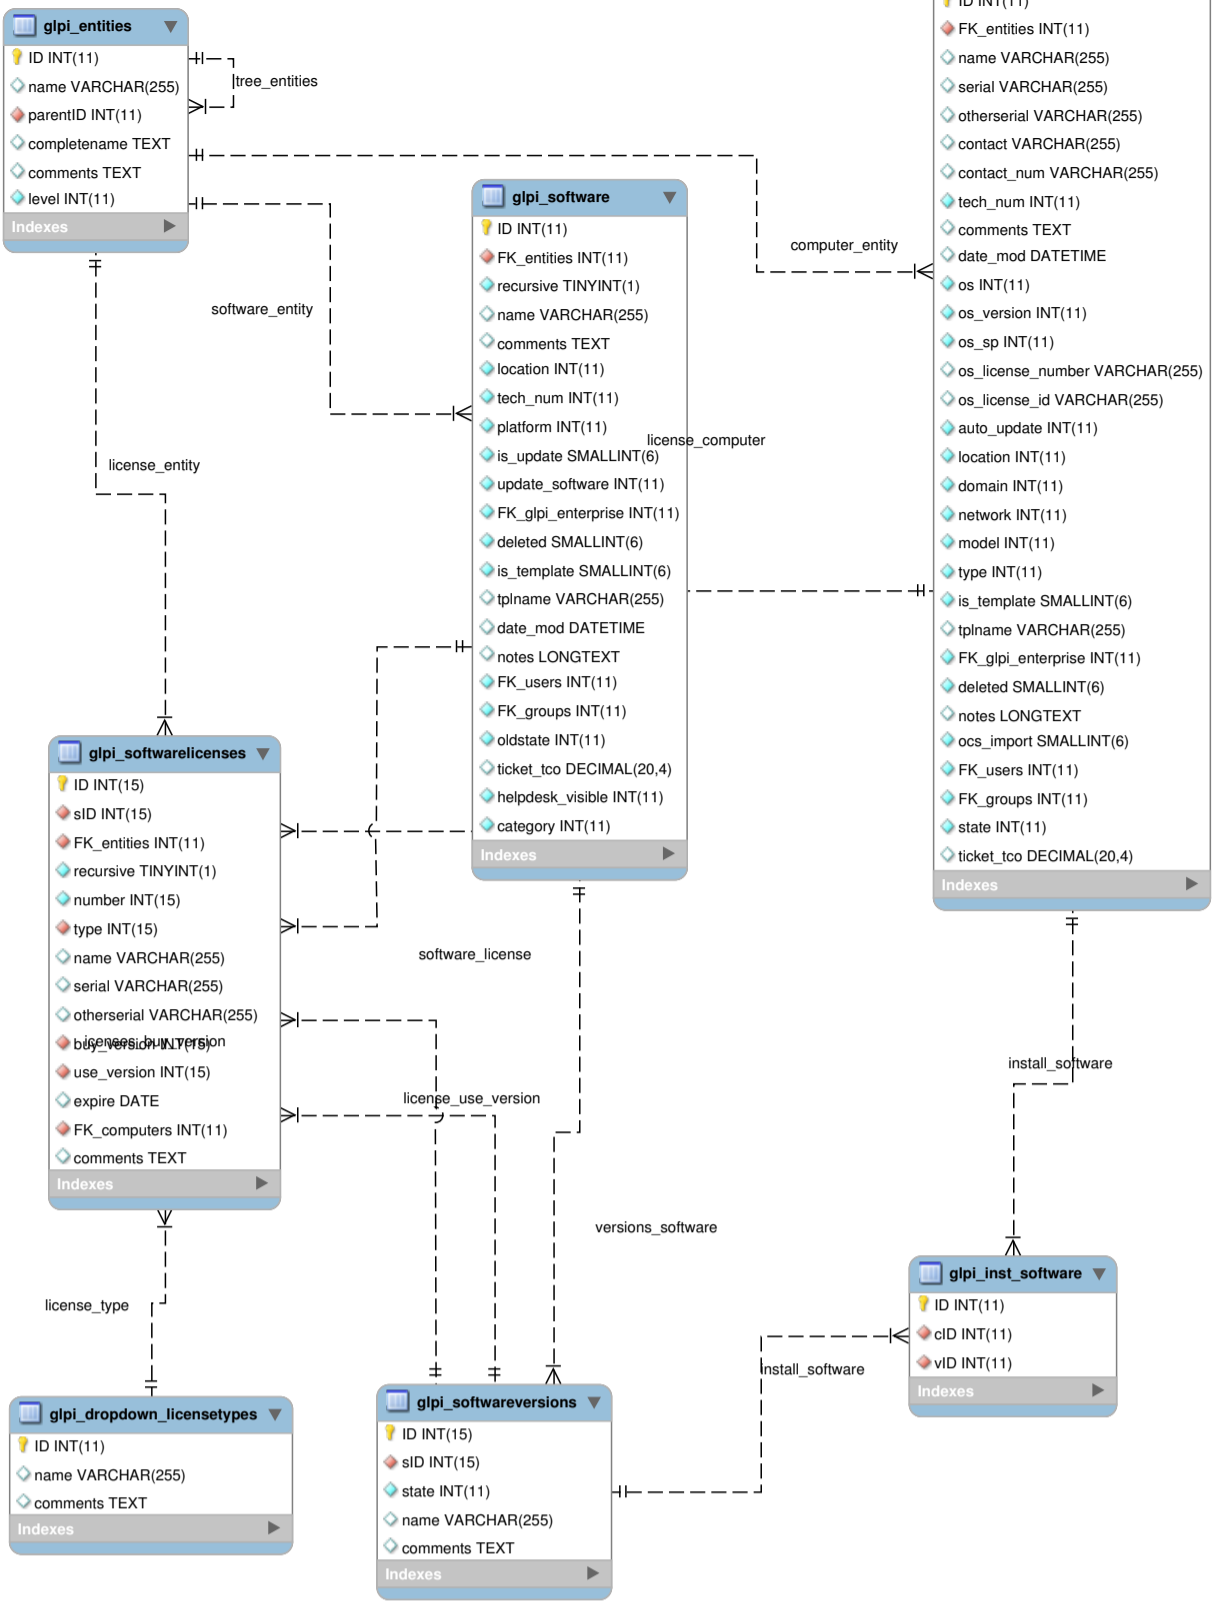 glpi_entities
ID INT(11)
name VARCHAR(255)
parentID INT(11)
completename TEXT
comments TEXT
level INT(11)
Indexes
tree_entities
computer_entity
software_entity
license_entity
license_computer
glpi_software
ID INT(11)
FK_entities INT(11)
recursive TINYINT(1)
name VARCHAR(255)
comments TEXT
location INT(11)
tech_num INT(11)
platform INT(11)
is_update SMALLINT(6)
update_software INT(11)
FK_glpi_enterprise INT(11)
deleted SMALLINT(6)
is_template SMALLINT(6)
tplname VARCHAR(255)
date_mod DATETIME
notes LONGTEXT
FK_users INT(11)
FK_groups INT(11)
oldstate INT(11)
ticket_tco DECIMAL(20,4)
helpdesk_visible INT(11)
category INT(11)
Indexes
ID INT(11)
FK_entities INT(11)
name VARCHAR(255)
serial VARCHAR(255)
otherserial VARCHAR(255)
contact VARCHAR(255)
contact_num VARCHAR(255)
tech_num INT(11)
comments TEXT
date_mod DATETIME
os INT(11)
os_version INT(11)
os_sp INT(11)
os_license_number VARCHAR(255)
os_license_id VARCHAR(255)
auto_update INT(11)
location INT(11)
domain INT(11)
network INT(11)
model INT(11)
type INT(11)
is_template SMALLINT(6)
tplname VARCHAR(255)
FK_glpi_enterprise INT(11)
deleted SMALLINT(6)
notes LONGTEXT
ocs_import SMALLINT(6)
FK_users INT(11)
FK_groups INT(11)
state INT(11)
ticket_tco DECIMAL(20,4)
Indexes
glpi_softwarelicenses
ID INT(15)
sID INT(15)
FK_entities INT(11)
recursive TINYINT(1)
number INT(15)
type INT(15)
name VARCHAR(255)
serial VARCHAR(255)
otherserial VARCHAR(255)
buy_version INT(15)
licenses_buy_version
use_version INT(15)
expire DATE
FK_computers INT(11)
comments TEXT
Indexes
software_license
license_use_version
install_software
versions_software
license_type
install_software
glpi_inst_software
ID INT(11)
cID INT(11)
vID INT(11)
Indexes
glpi_dropdown_licensetypes
ID INT(11)
name VARCHAR(255)
comments TEXT
Indexes
glpi_softwareversions
ID INT(15)
sID INT(15)
state INT(11)
name VARCHAR(255)
comments TEXT
Indexes